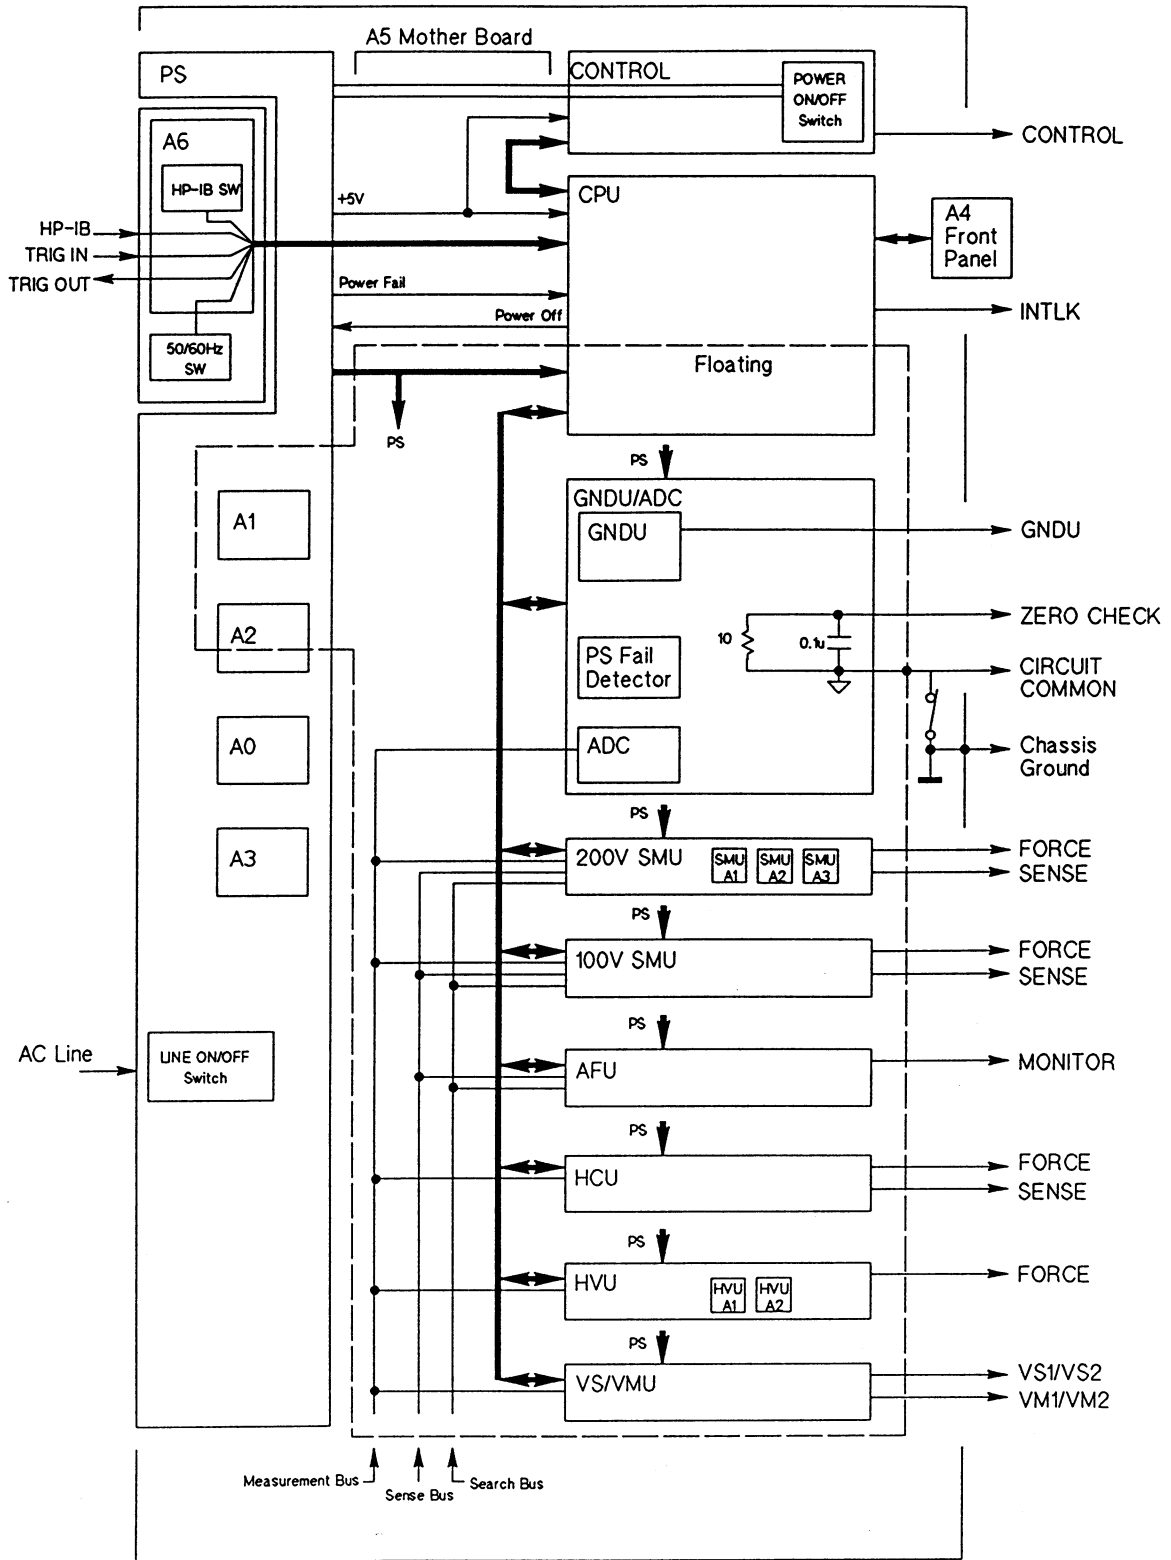 A5 Mother Board
PS
CONTROL
POWER
ON/OFF
Switch
CONTROL
A6
HP-IB SW
CPU
+5V
A4
Front
Panel
HP-IB
TRIG IN
TRIG OUT
Power Fail
Power Off
INTLK
50/60Hz
SW
Floating
PS
PS
GNDU/ADC
GNDU
GNDU
A1
ZERO CHECK
A2
10
0.1u
PS Fail
Detector
CIRCUIT
COMMON
A0
ADC
Chassis
Ground
PS
A3
200V SMU
SMU
A1
SMU
A2
SMU
A3
FORCE
SENSE
PS
100V SMU
FORCE
SENSE
PS
AC Line
LINE ON/OFF
Switch
AFU
MONITOR
PS
HCU
FORCE
SENSE
PS
HVU
HVU
A1
HVU
A2
FORCE
PS
VS/VMU
VS1/VS2
VM1/VM2
Measurement Bus
Sense Bus
Search Bus